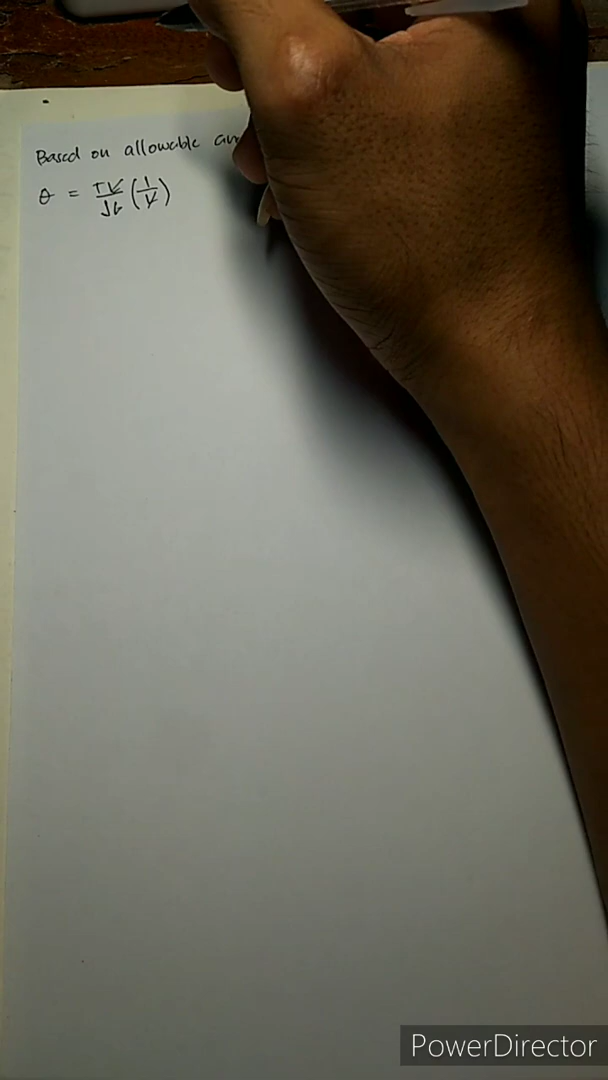 Based on allowable
θ = TL/JG (1/L)
PowerDirector